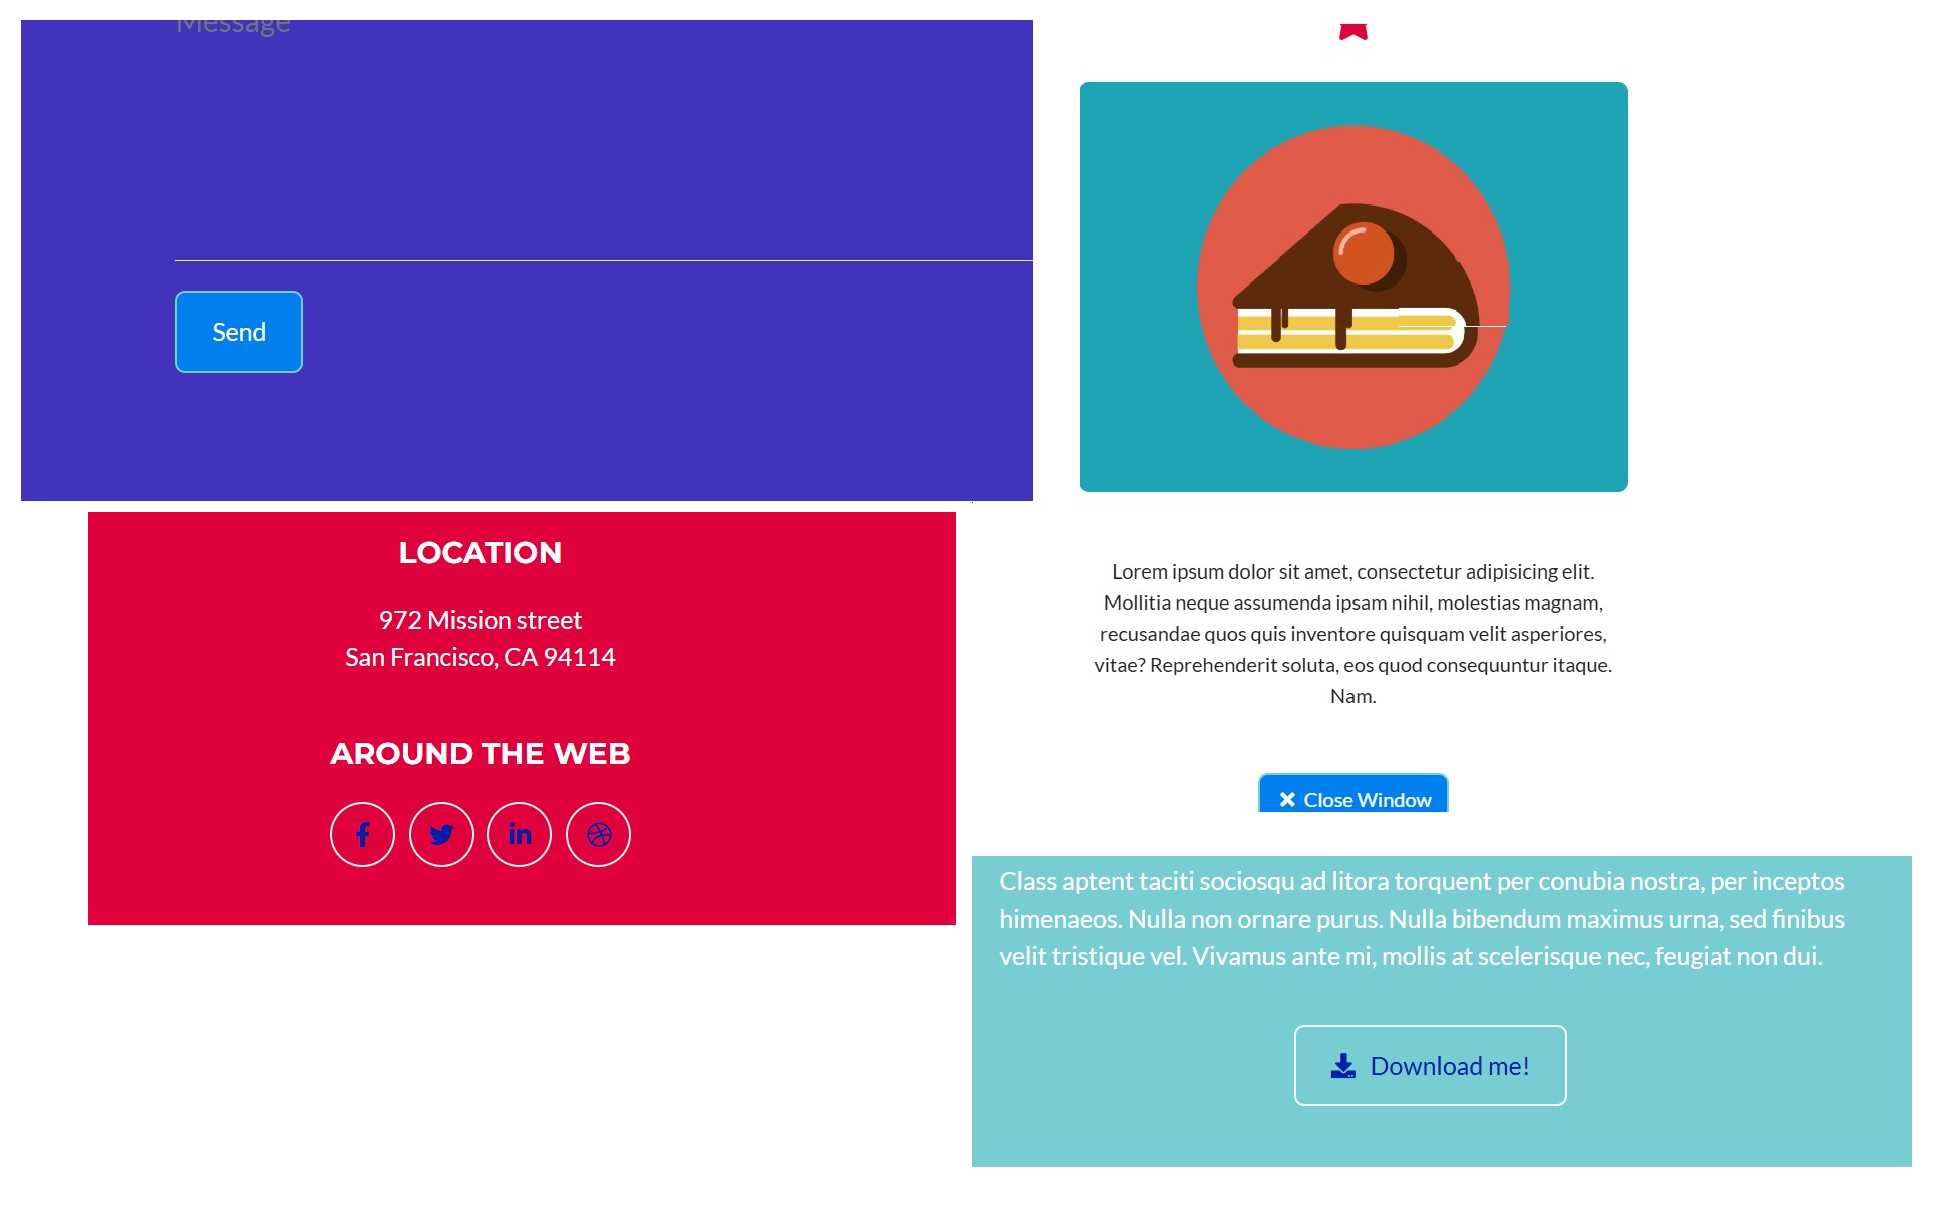 Message
Send
LOCATION
972 Mission street
San Francisco, CA 94114
AROUND THE WEB
Lorem ipsum dolor sit amet, consectetur adipisicing elit.
Mollitia neque assumenda ipsam nihil, molestias magnam,
recusandae quos quis inventore quisquam velit asperiores,
vitae? Reprehenderit soluta, eos quod consequuntur itaque.
Nam.
Close Window
Class aptent taciti sociosqu ad litora torquent per conubia nostra, per inceptos
himenaeos. Nulla non ornare purus. Nulla bibendum maximus urna, sed finibus
velit tristique vel. Vivamus ante mi, mollis at scelerisque nec, feugiat non dui.
Download me!